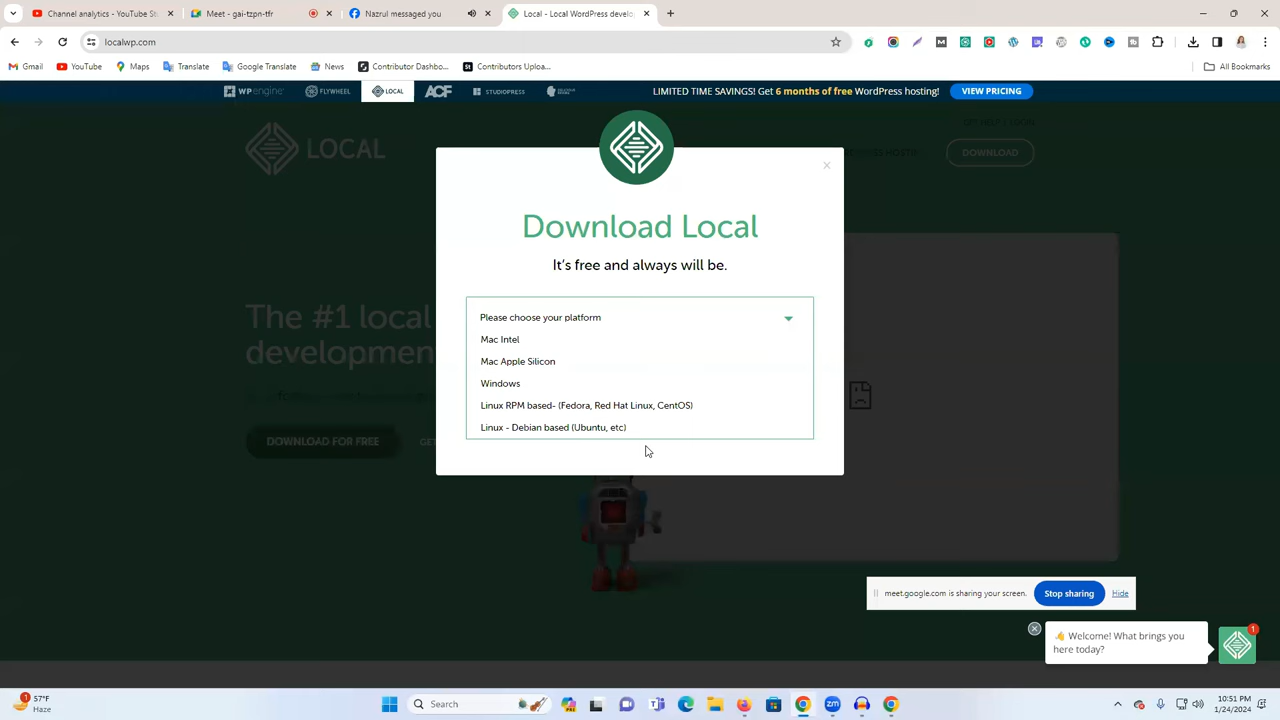 Channel analytics - YouTube St
Meet - gai-tzpn-tfr
Nazrul messaged you
Local - Local WordPress develo
localwp.com
Gmail
YouTube
Maps
Translate
Google Translate
News
Contributor Dashbo...
Contributors Uploa...
All Bookmarks
WP engine
FLYWHEEL
LOCAL
ACF
STUDIOPRESS
LIMITED TIME SAVINGS! Get 6 months of free WordPress hosting!
VIEW PRICING
LOCAL
DOWNLOAD
Download Local
It's free and always will be.
Please choose your platform
Mac Intel
Mac Apple Silicon
Windows
Linux RPM based- (Fedora, Red Hat Linux, CentOS)
Linux - Debian based (Ubuntu, etc)
The #1 local
developmen
DOWNLOAD FOR FREE
GE
meet.google.com is sharing your screen.
Stop sharing
Hide
Welcome! What brings you
here today?
1
1
57°F
Haze
Search
10:51 PM
1/24/2024